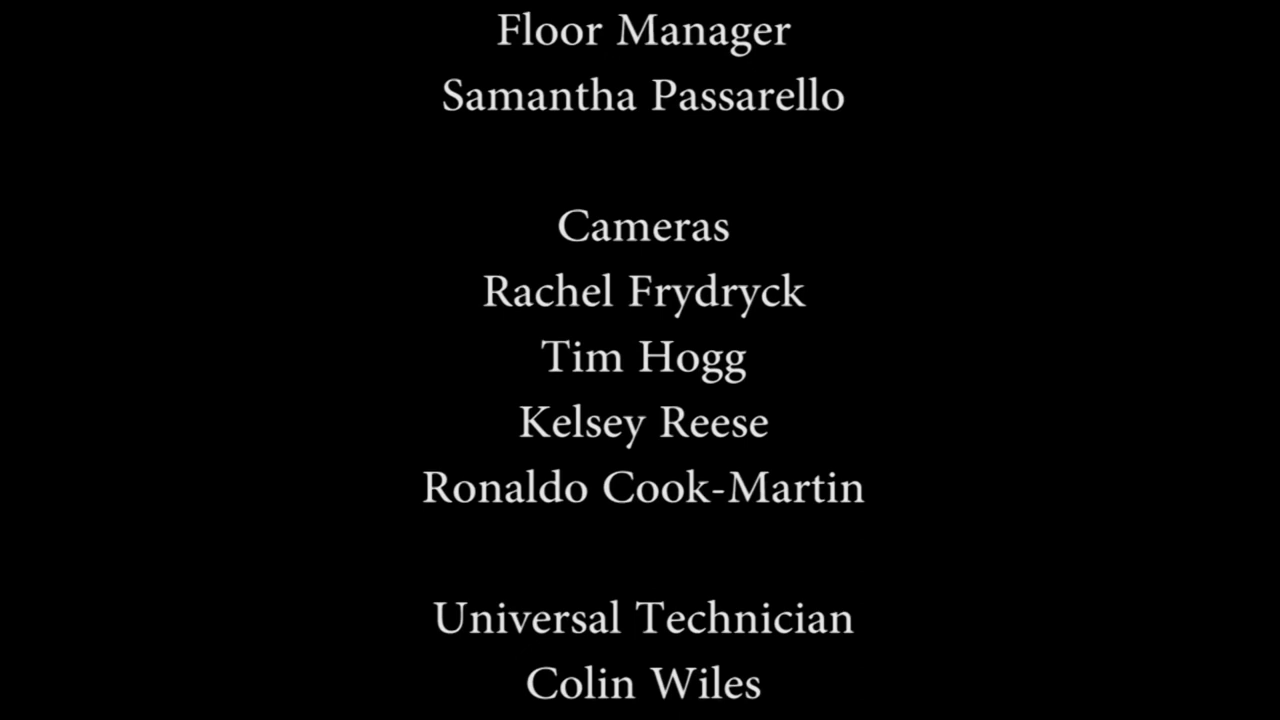 Floor Manager
Samantha Passarello
Cameras
Rachel Frydryck
Tim Hogg
Kelsey Reese
Ronaldo Cook-Martin
Universal Technician
Colin Wiles